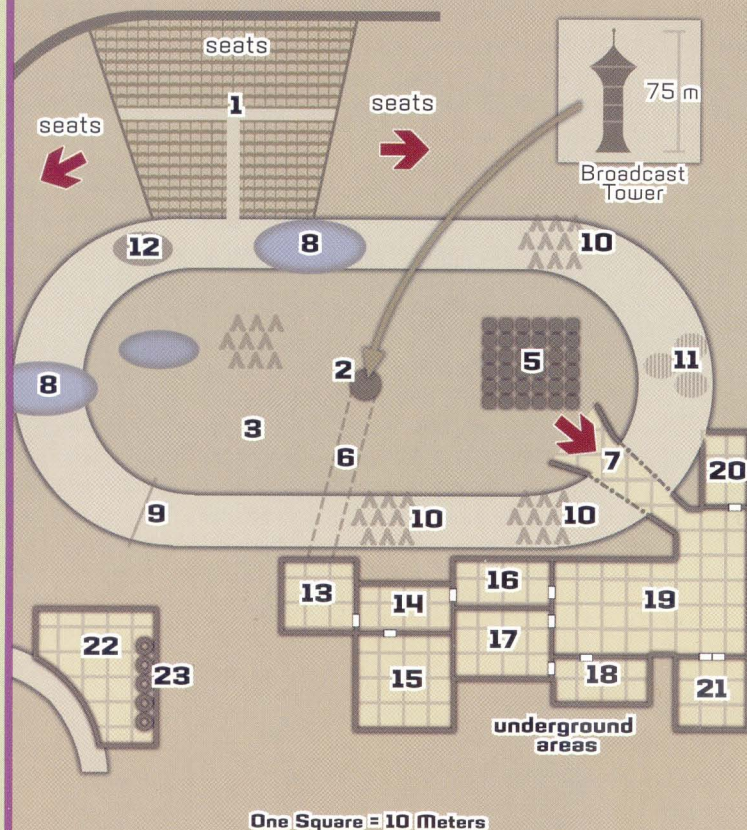 seats
1
seats
seats
75 m
Broadcast
Tower
12
8
10
2
5
11
8
3
7
6
20
9
10
10
13
14
16
19
22
23
17
15
18
21
underground
areas
One Square = 10 Meters